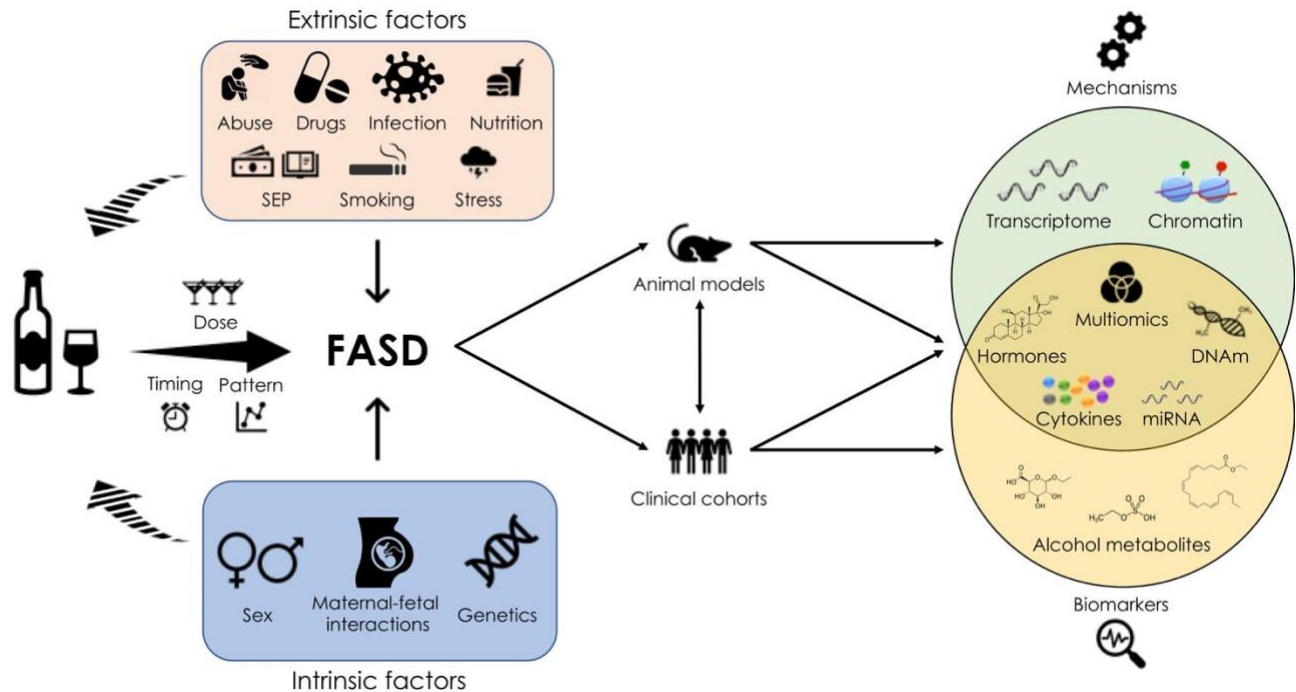 Extrinsic factors
Abuse
Drugs
Infection
Nutrition
SEP
Smoking
Stress
Dose
Timing
Pattern
FASD
Sex
Maternal-fetal
interactions
Genetics
Intrinsic factors
Animal models
Clinical cohorts
Mechanisms
Transcriptome
Chromatin
Multiomics
Hormones
DNAm
Cytokines
miRNA
Alcohol metabolites
Biomarkers